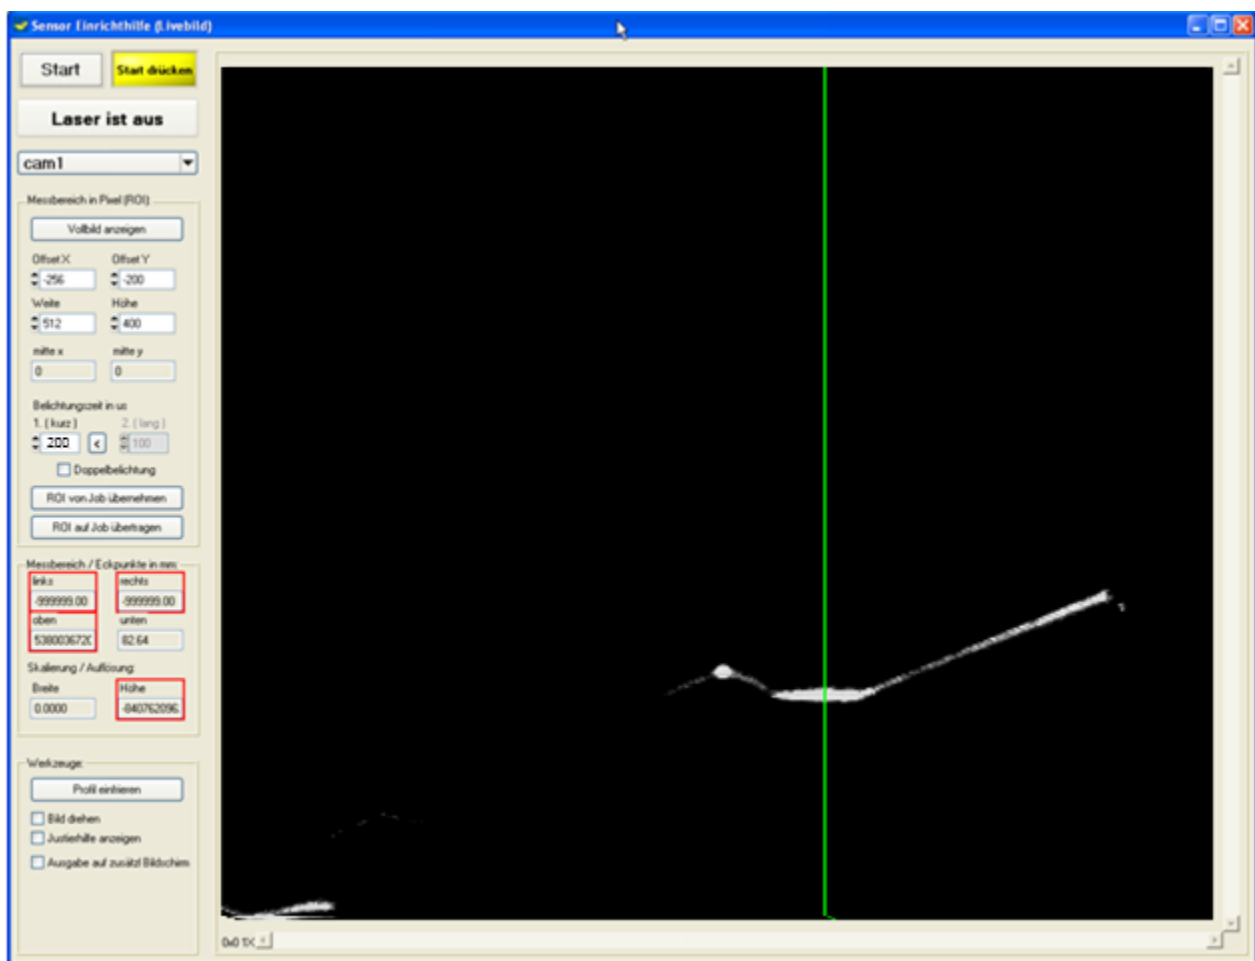 Sensor Einrichthilfe (Livebild)
Start
Start drücken
Laser ist aus
cam1
Messbereich in Pixel (ROI)
Vollbild anzeigen
Offset X Offset Y
-256 -200
Weite Höhe
512 400
mitte x mitte y
0 0
Belichtungszeit in us
1. ( kurz ) 2. ( lang )
200 < 100
Doppelbelichtung
ROI von Job übernehmen
ROI auf Job übertragen
Messbereich / Eckpunkte in mm:
links rechts
-999999.00 -999999.00
oben unten
538003672 82.64
Skalierung / Auflösung:
Breite Höhe
0.0000 -840762096
Werkzeuge:
Profil einfrieren
Bild drehen
Justierhilfe anzeigen
Ausgabe auf zusätzl Bildschirm